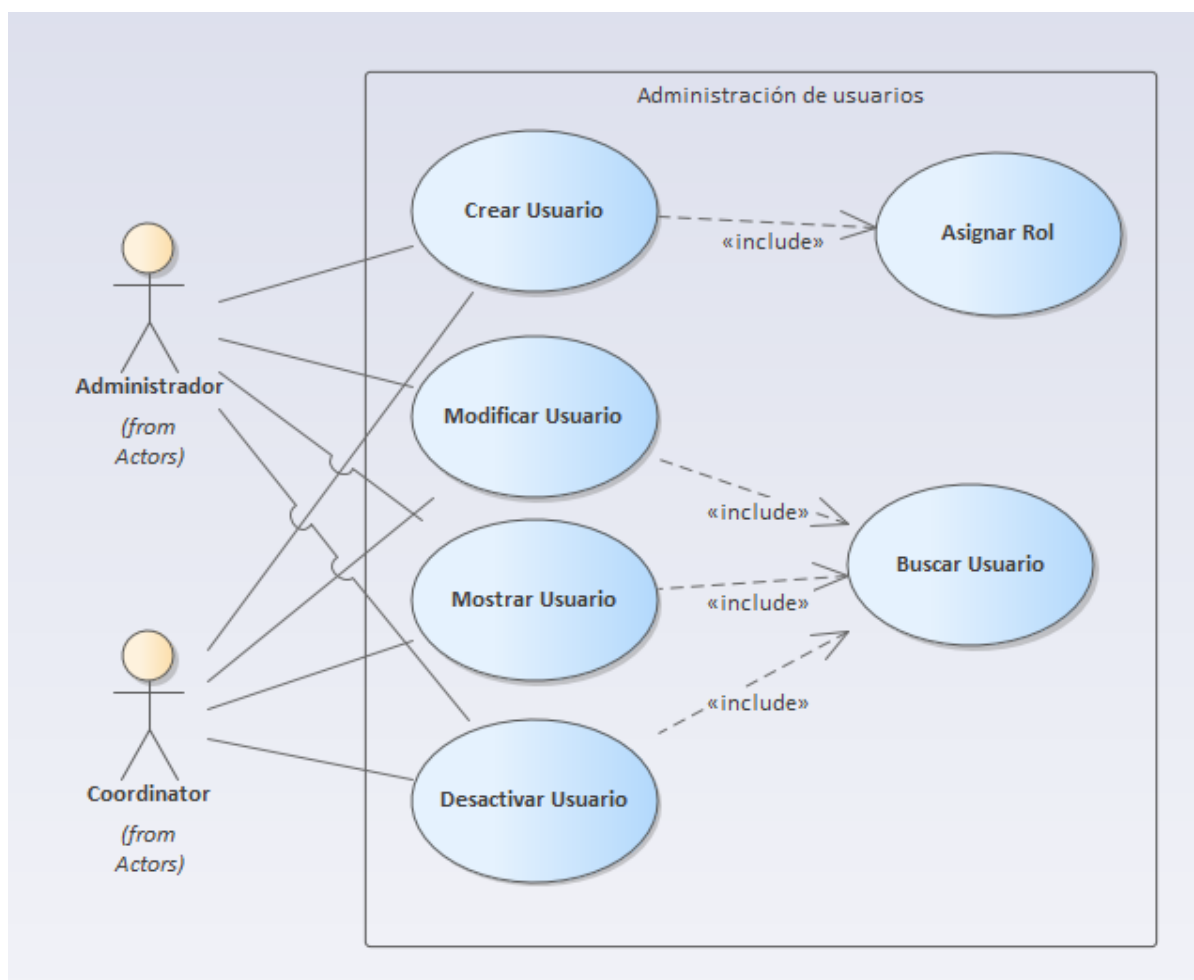 Administración de usuarios
Crear Usuario
«include»
Asignar Rol
Administrador
(from
Actors)
Modificar Usuario
«include»
Buscar Usuario
Mostrar Usuario
«include»
Coordinator
(from
Actors)
«include»
Desactivar Usuario